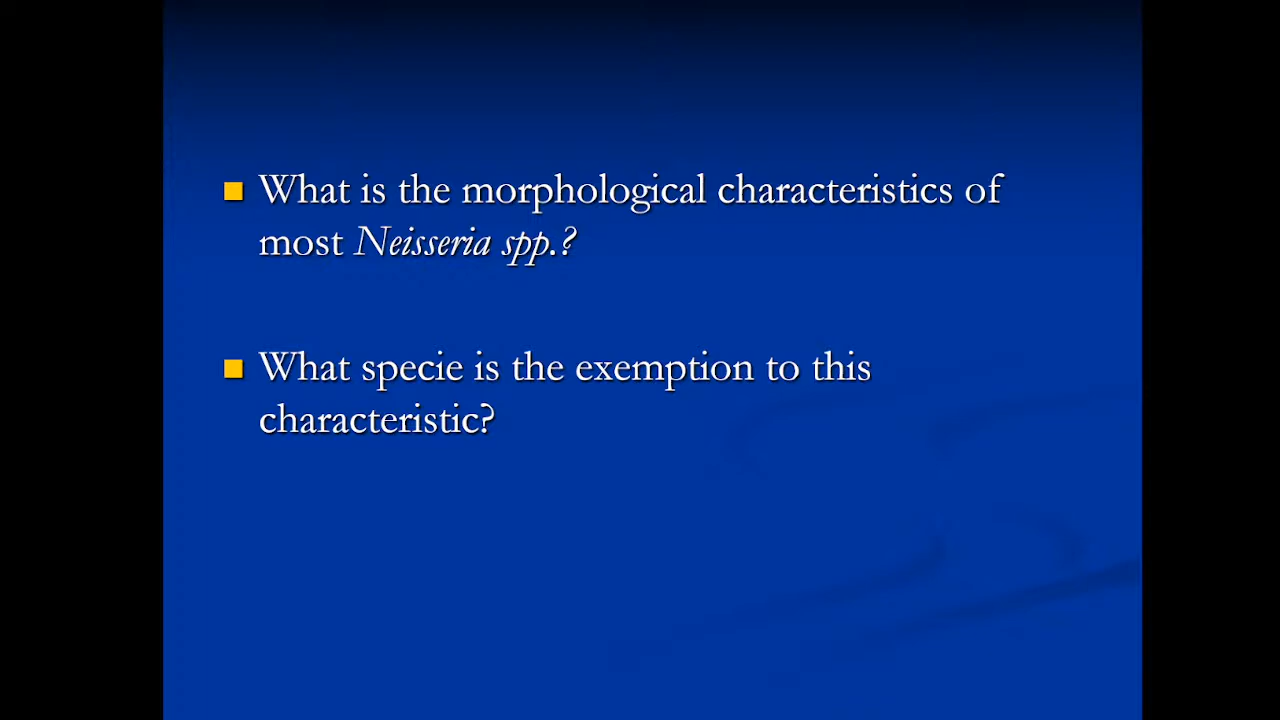 What is the morphological characteristics of
most Neisseria spp.?
What specie is the exemption to this
characteristic?